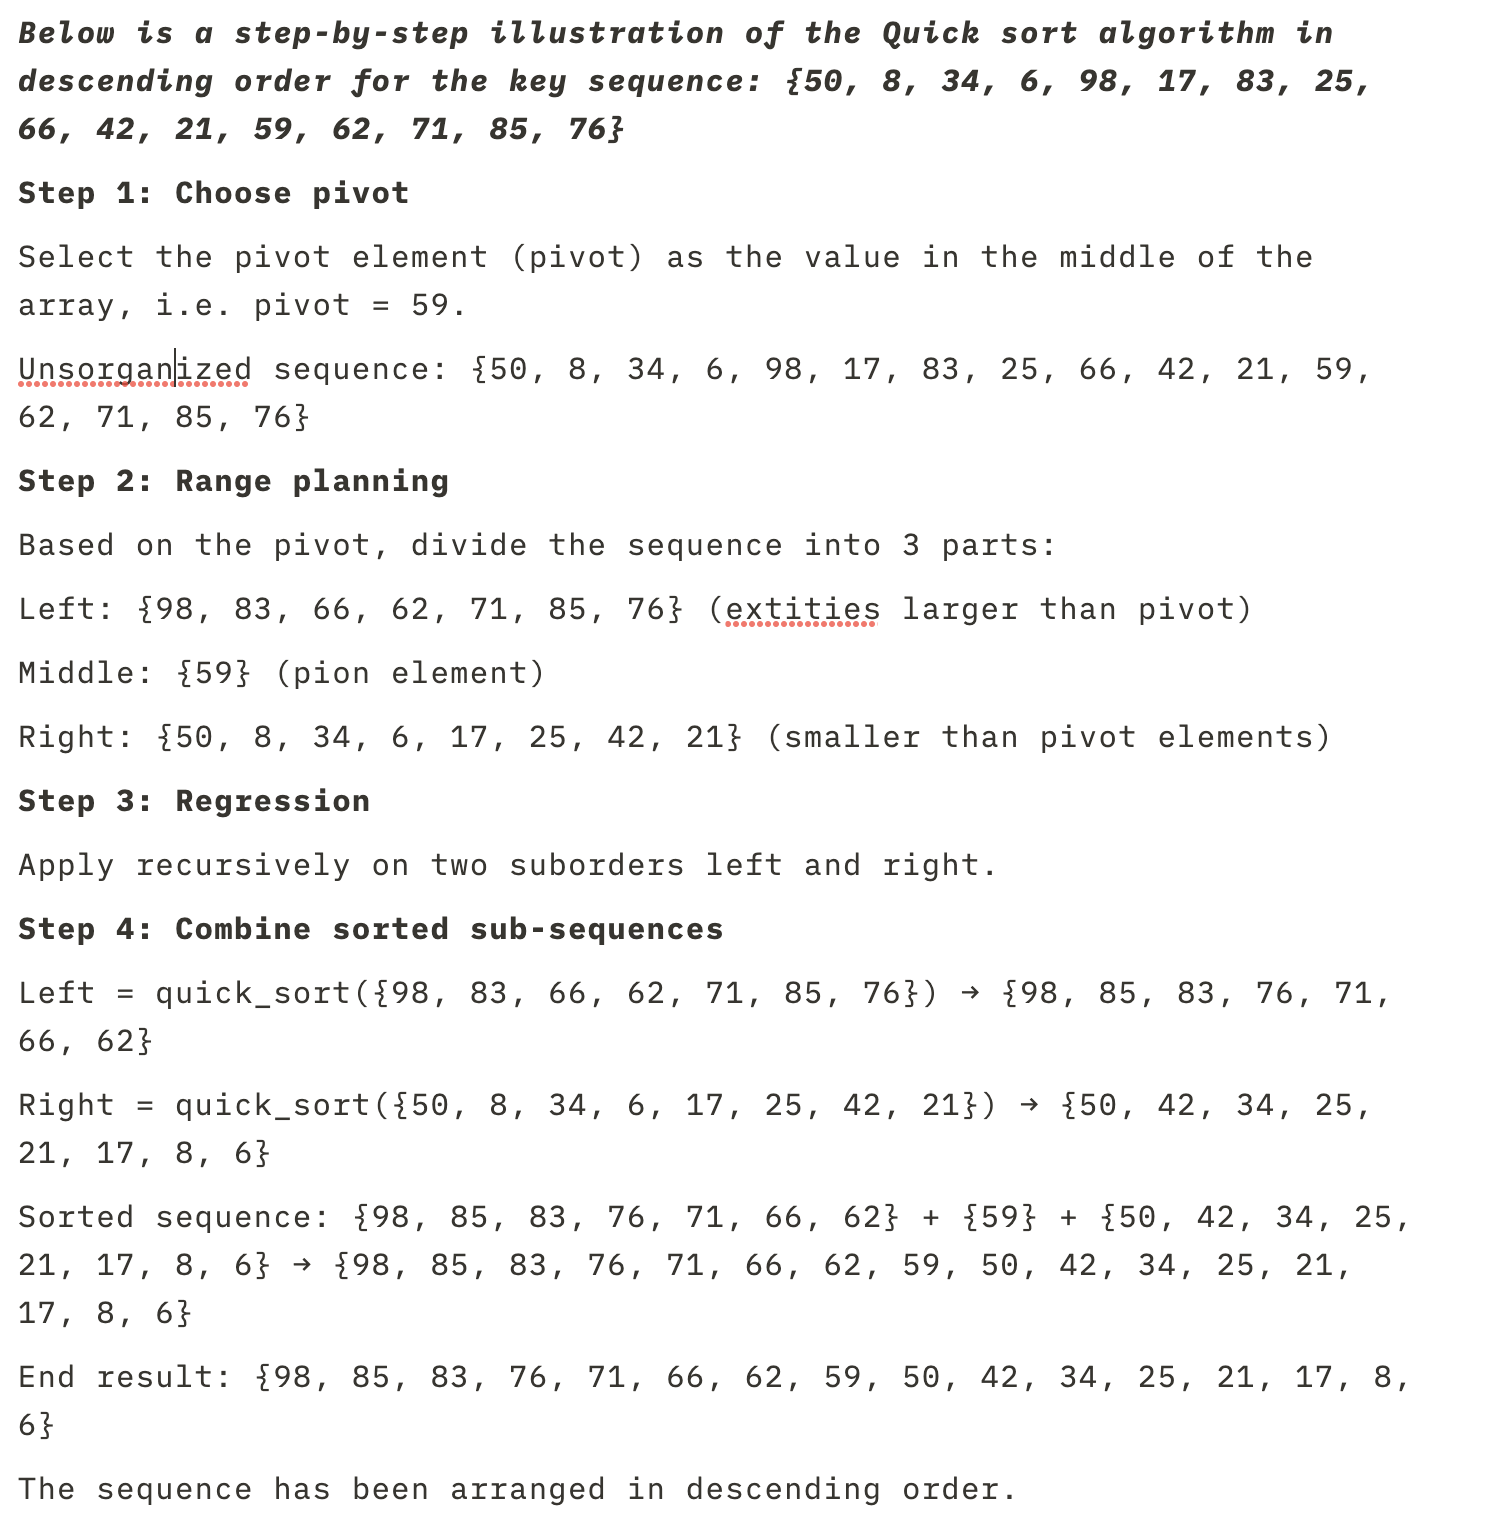 Below is a step-by-step illustration of the Quick sort algorithm in
descending order for the key sequence: {50, 8, 34, 6, 98, 17, 83, 25,
66, 42, 21, 59, 62, 71, 85, 76}
Step 1: Choose pivot
Select the pivot element (pivot) as the value in the middle of the
array, i.e. pivot = 59.
Unsorganized sequence: {50, 8, 34, 6, 98, 17, 83, 25, 66, 42, 21, 59,
62, 71, 85, 76}
Step 2: Range planning
Based on the pivot, divide the sequence into 3 parts:
Left: {98, 83, 66, 62, 71, 85, 76} (extities larger than pivot)
Middle: {59} (pion element)
Right: {50, 8, 34, 6, 17, 25, 42, 21} (smaller than pivot elements)
Step 3: Regression
Apply recursively on two suborders left and right.
Step 4: Combine sorted sub-sequences
Left = quick_sort({98, 83, 66, 62, 71, 85, 76}) → {98, 85, 83, 76, 71,
66, 62}
Right = quick_sort({50, 8, 34, 6, 17, 25, 42, 21}) → {50, 42, 34, 25,
21, 17, 8, 6}
Sorted sequence: {98, 85, 83, 76, 71, 66, 62} + {59} + {50, 42, 34, 25,
21, 17, 8, 6} → {98, 85, 83, 76, 71, 66, 62, 59, 50, 42, 34, 25, 21,
17, 8, 6}
End result: {98, 85, 83, 76, 71, 66, 62, 59, 50, 42, 34, 25, 21, 17, 8,
6}
The sequence has been arranged in descending order.